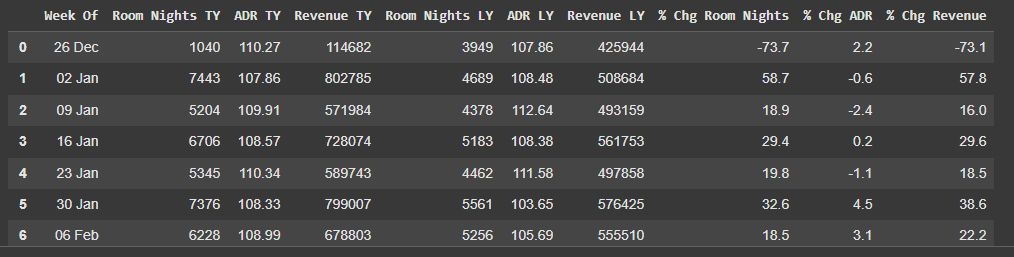 Week Of Room Nights TY ADR TY Revenue TY Room Nights LY ADR LY Revenue LY % Chg Room Nights % Chg ADR % Chg Revenue
0 26 Dec 1040 110.27 114682 3949 107.86 425944 -73.7 2.2 -73.1
1 02 Jan 7443 107.86 802785 4689 108.48 508684 58.7 -0.6 57.8
2 09 Jan 5204 109.91 571984 4378 112.64 493159 18.9 -2.4 16.0
3 16 Jan 6706 108.57 728074 5183 108.38 561753 29.4 0.2 29.6
4 23 Jan 5345 110.34 589743 4462 111.58 497858 19.8 -1.1 18.5
5 30 Jan 7376 108.33 799007 5561 103.65 576425 32.6 4.5 38.6
6 06 Feb 6228 108.99 678803 5256 105.69 555510 18.5 3.1 22.2